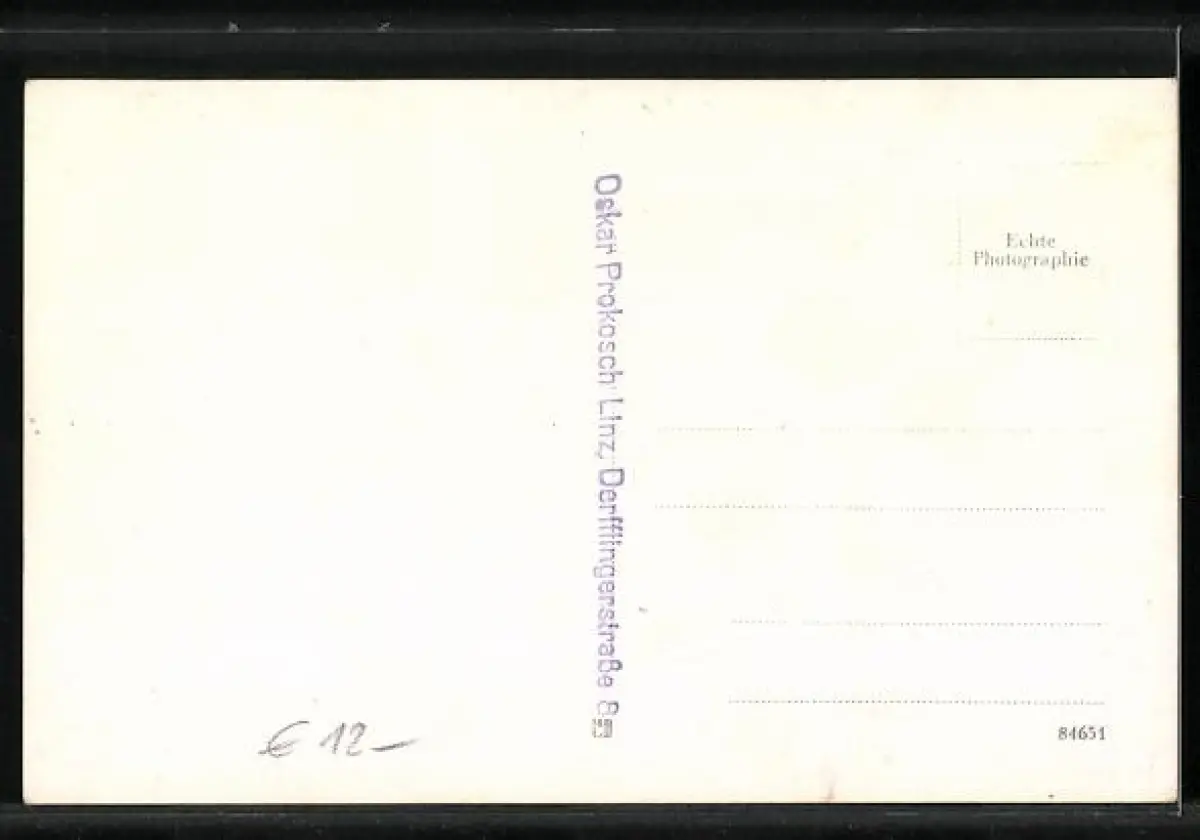 Oskar Prokosch Linz, Derfflingerstraße 8
Echte
Photographie
€ 12–
84651